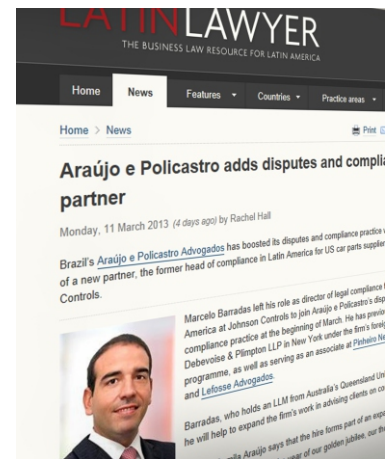 LATINLAWYER
THE BUSINESS LAW RESOURCE FOR LATIN AMERICA
Home News Features Countries Practice areas
Home > News Print
Araújo e Policastro adds disputes and complia
partner
Monday, 11 March 2013 (4 days ago) by Rachel Hall
Brazil's Araújo e Policastro Advogados has boosted its disputes and compliance practice
of a new partner, the former head of compliance in Latin America for US car parts supplier
Controls.
Marcelo Barradas left his role as director of legal compliance
America at Johnson Controls to join Araújo e Policastro's disp
compliance practice at the beginning of March. He has previou
Debevoise & Plimpton LLP in New York under the firm's foreig
programme, as well as serving as an associate at Pinheiro Ne
and Lefosse Advogados.
Barradas, who holds an LLM from Australia's Queensland Uni
he will help to expand the firm's work in advising clients on co
Araújo says that the hire forms part of an expa
year of our golden jubilee, our th